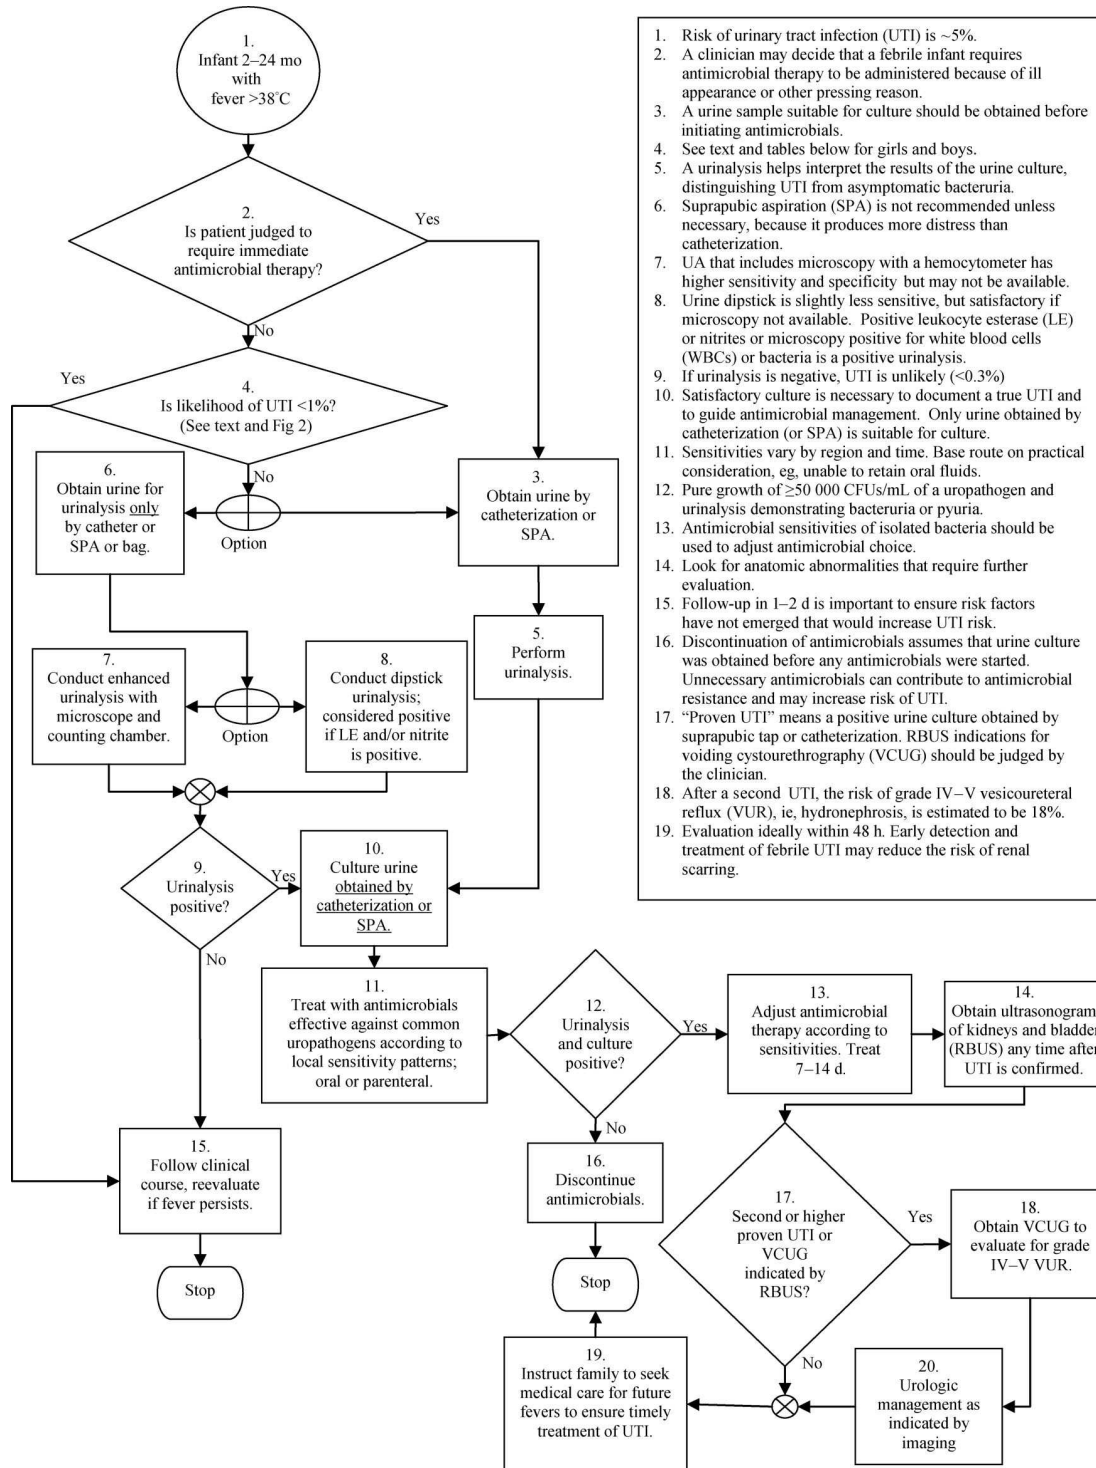 1.
Infant 2–24 mo
with
fever >38°C
2.
Is patient judged to
require immediate
antimicrobial therapy?
Yes
No
Yes
4.
Is likelihood of UTI <1%?
(See text and Fig 2)
No
6.
Obtain urine for
urinalysis only
by catheter or
SPA or bag.
Option
3.
Obtain urine by
catheterization or
SPA.
5.
Perform
urinalysis.
7.
Conduct enhanced
urinalysis with
microscope and
counting chamber.
Option
8.
Conduct dipstick
urinalysis;
considered positive
if LE and/or nitrite
is positive.
9.
Urinalysis
positive?
Yes
No
10.
Culture urine
obtained by
catheterization or
SPA.
11.
Treat with antimicrobials
effective against common
uropathogens according to
local sensitivity patterns;
oral or parenteral.
12.
Urinalysis
and culture
positive?
Yes
No
13.
Adjust antimicrobial
therapy according to
sensitivities. Treat
7–14 d.
14.
Obtain ultrasonogram
of kidneys and bladder
(RBUS) any time after
UTI is confirmed.
15.
Follow clinical
course, reevaluate
if fever persists.
Stop
16.
Discontinue
antimicrobials.
Stop
17.
Second or higher
proven UTI or
VCUG
indicated by
RBUS?
Yes
No
18.
Obtain VCUG to
evaluate for grade
IV–V VUR.
19.
Instruct family to seek
medical care for future
fevers to ensure timely
treatment of UTI.
20.
Urologic
management as
indicated by
imaging
1. Risk of urinary tract infection (UTI) is ~5%.
2. A clinician may decide that a febrile infant requires
antimicrobial therapy to be administered because of ill
appearance or other pressing reason.
3. A urine sample suitable for culture should be obtained before
initiating antimicrobials.
4. See text and tables below for girls and boys.
5. A urinalysis helps interpret the results of the urine culture,
distinguishing UTI from asymptomatic bacteruria.
6. Suprapubic aspiration (SPA) is not recommended unless
necessary, because it produces more distress than
catheterization.
7. UA that includes microscopy with a hemocytometer has
higher sensitivity and specificity but may not be available.
8. Urine dipstick is slightly less sensitive, but satisfactory if
microscopy not available. Positive leukocyte esterase (LE)
or nitrites or microscopy positive for white blood cells
(WBCs) or bacteria is a positive urinalysis.
9. If urinalysis is negative, UTI is unlikely (<0.3%)
10. Satisfactory culture is necessary to document a true UTI and
to guide antimicrobial management. Only urine obtained by
catheterization (or SPA) is suitable for culture.
11. Sensitivities vary by region and time. Base route on practical
consideration, eg, unable to retain oral fluids.
12. Pure growth of ≥50 000 CFUs/mL of a uropathogen and
urinalysis demonstrating bacteruria or pyuria.
13. Antimicrobial sensitivities of isolated bacteria should be
used to adjust antimicrobial choice.
14. Look for anatomic abnormalities that require further
evaluation.
15. Follow-up in 1–2 d is important to ensure risk factors
have not emerged that would increase UTI risk.
16. Discontinuation of antimicrobials assumes that urine culture
was obtained before any antimicrobials were started.
Unnecessary antimicrobials can contribute to antimicrobial
resistance and may increase risk of UTI.
17. “Proven UTI” means a positive urine culture obtained by
suprapubic tap or catheterization. RBUS indications for
voiding cystourethrography (VCUG) should be judged by
the clinician.
18. After a second UTI, the risk of grade IV–V vesicoureteral
reflux (VUR), ie, hydronephrosis, is estimated to be 18%.
19. Evaluation ideally within 48 h. Early detection and
treatment of febrile UTI may reduce the risk of renal
scarring.